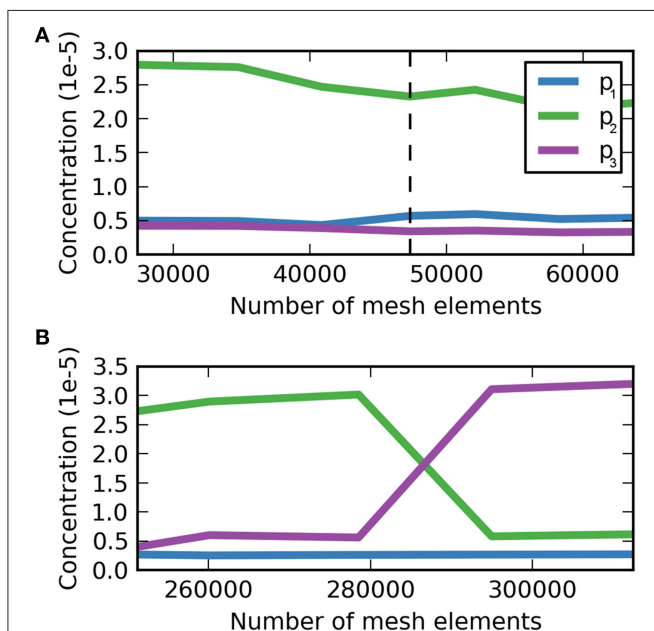 A
Concentration (1e-5)
3.0
2.5
2.0
1.5
1.0
0.5
0.0
p1
p2
p3
30000 40000 50000 60000
Number of mesh elements
B
Concentration (1e-5)
3.5
3.0
2.5
2.0
1.5
1.0
0.5
0.0
260000 280000 300000
Number of mesh elements